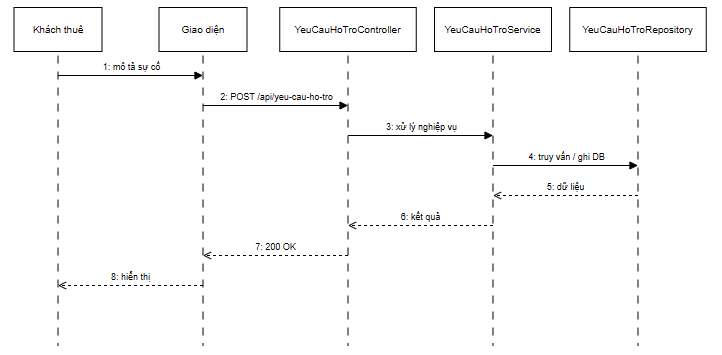 Khách thuê
Giao diện
YeuCauHoTroController
YeuCauHoTroService
YeuCauHoTroRepository
1: mô tả sự cố
2: POST /api/yeu-cau-ho-tro
3: xử lý nghiệp vụ
4: truy vấn / ghi DB
5: dữ liệu
6: kết quả
7: 200 OK
8: hiển thị